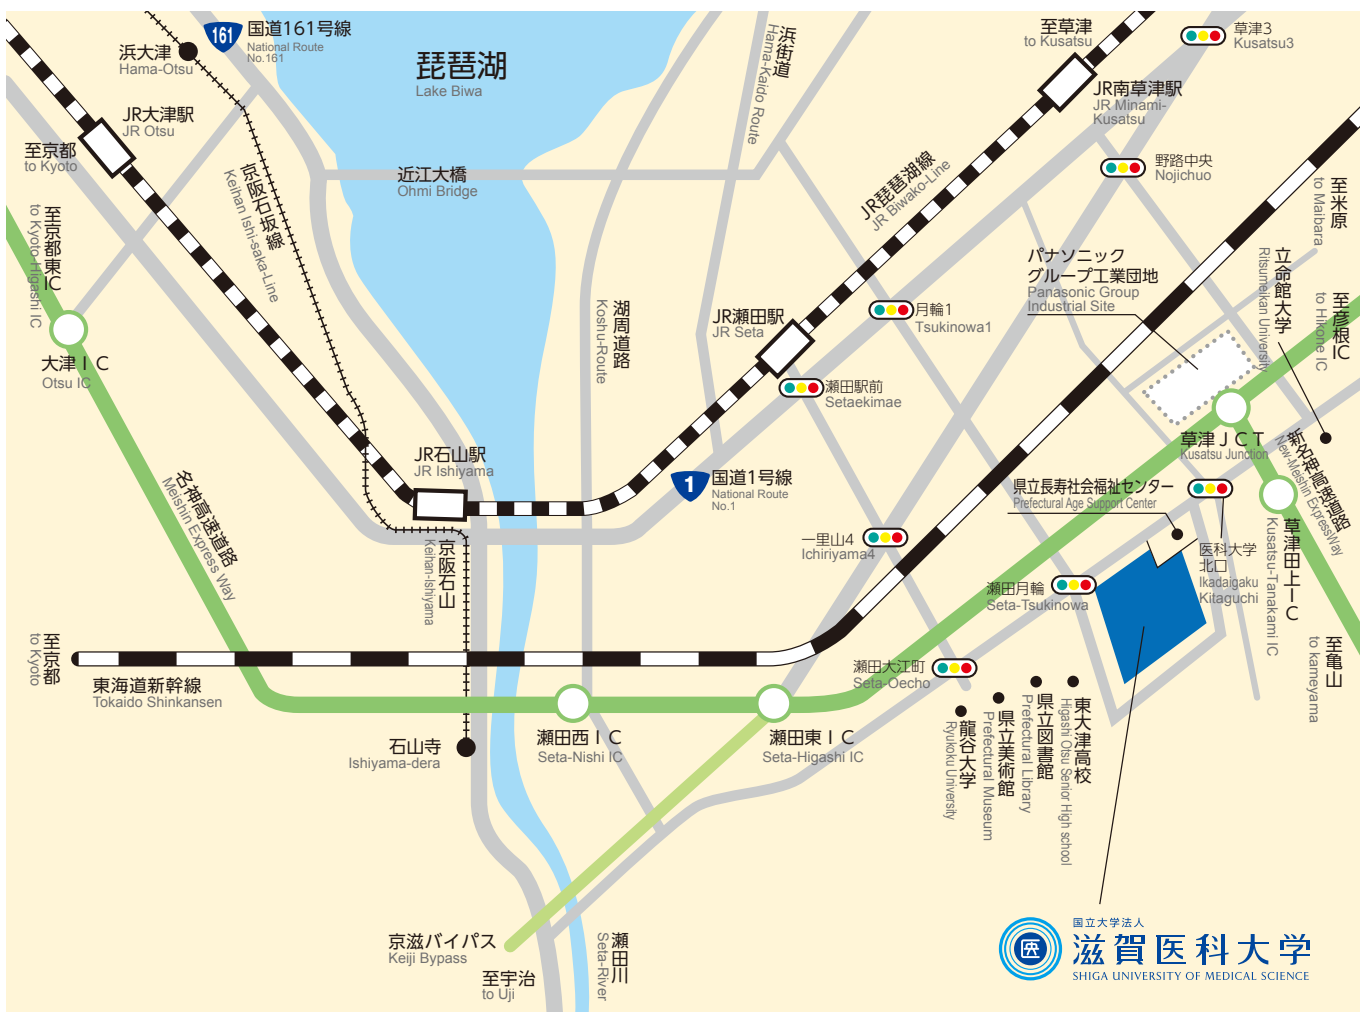 161
国道161号線
National Route
No.161
浜大津
Hama-Otsu
琵琶湖
Lake Biwa
浜街道
Hama-Kaido Route
至草津
to Kusatsu
草津3
Kusatsu3
JR大津駅
JR Otsu
至京都
to Kyoto
JR南草津駅
JR Minami-
Kusatsu
近江大橋
Ohmi Bridge
京阪石坂線
Keihan Ishi-saka-Line
JR琵琶湖線
JR Biwako-Line
野路中央
Nojichuo
至米原
to Maibara
至京都東IC
to Kyoto-Higashi IC
パナソニック
グループ工業団地
Panasonic Group
Industrial Site
立命館大学
Ritsumeikan University
至彦根IC
to Hikone IC
大津IC
Otsu IC
湖周道路
Koshu-Route
JR瀬田駅
JR Seta
月輪1
Tsukinowa1
瀬田駅前
Setaekimae
JR石山駅
JR Ishiyama
1
国道1号線
National Route
No.1
草津JCT
Kusatsu Junction
新名神高速道路
New-Meishin ExpressWay
名神高速道路
Meishin Express Way
県立長寿社会福祉センター
Prefectural Age Support Center
京阪石山
Keihan-Ishiyama
一里山4
Ichiriyama4
医科大学
北口
Ikadaigaku
Kitaguchi
草津田上IC
Kusatsu-Tanakami IC
瀬田月輪
Seta-Tsukinowa
至京都
to Kyoto
東海道新幹線
Tokaido Shinkansen
瀬田大江町
Seta-Oecho
至亀山
to kameyama
石山寺
Ishiyama-dera
瀬田西IC
Seta-Nishi IC
瀬田東IC
Seta-Higashi IC
龍谷大学
Ryukoku University
県立美術館
Prefectural Museum
県立図書館
Prefectural Library
東大津高校
Higashi Otsu Senior High school
京滋バイパス
Keiji Bypass
至宇治
to Uji
瀬田川
Seta-River
医
国立大学法人
滋賀医科大学
SHIGA UNIVERSITY OF MEDICAL SCIENCE